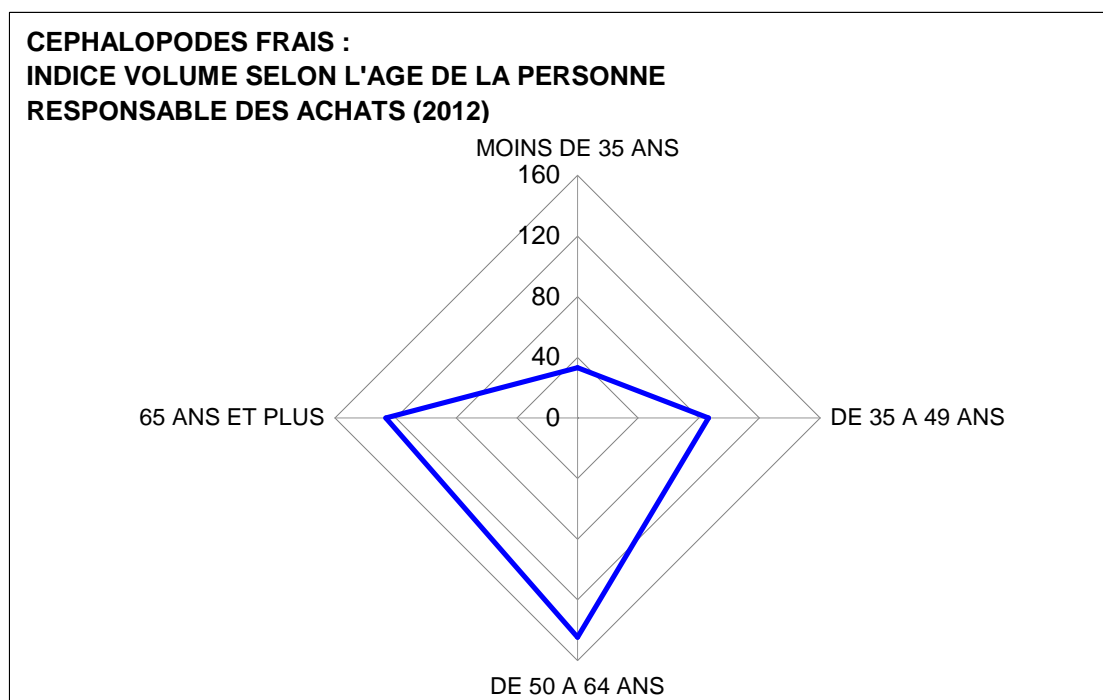 CEPHALOPODES FRAIS :
INDICE VOLUME SELON L'AGE DE LA PERSONNE
RESPONSABLE DES ACHATS (2012)
MOINS DE 35 ANS
160
120
80
40
65 ANS ET PLUS
0
DE 35 A 49 ANS
DE 50 A 64 ANS